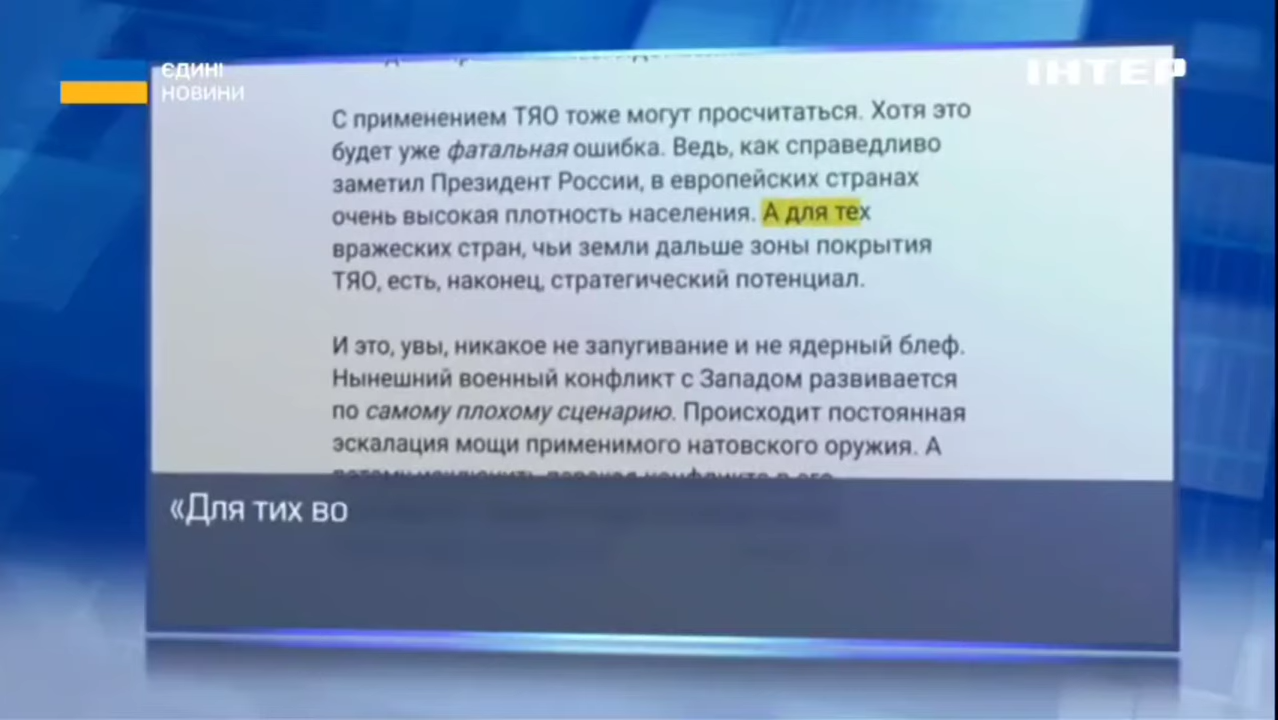 ЄДИНІ
НОВИНИ
ІНТЕР
С применением ТЯО тоже могут просчитаться. Хотя это
будет уже фатальная ошибка. Ведь, как справедливо
заметил Президент России, в европейских странах
очень высокая плотность населения. А для тех
вражеских стран, чьи земли дальше зоны покрытия
ТЯО, есть, наконец, стратегический потенциал.
И это, увы, никакое не запугивание и не ядерный блеф.
Нынешний военный конфликт с Западом развивается
по самому плохому сценарию. Происходит постоянная
эскалация мощи применимого натовского оружия. А
«Для тих во